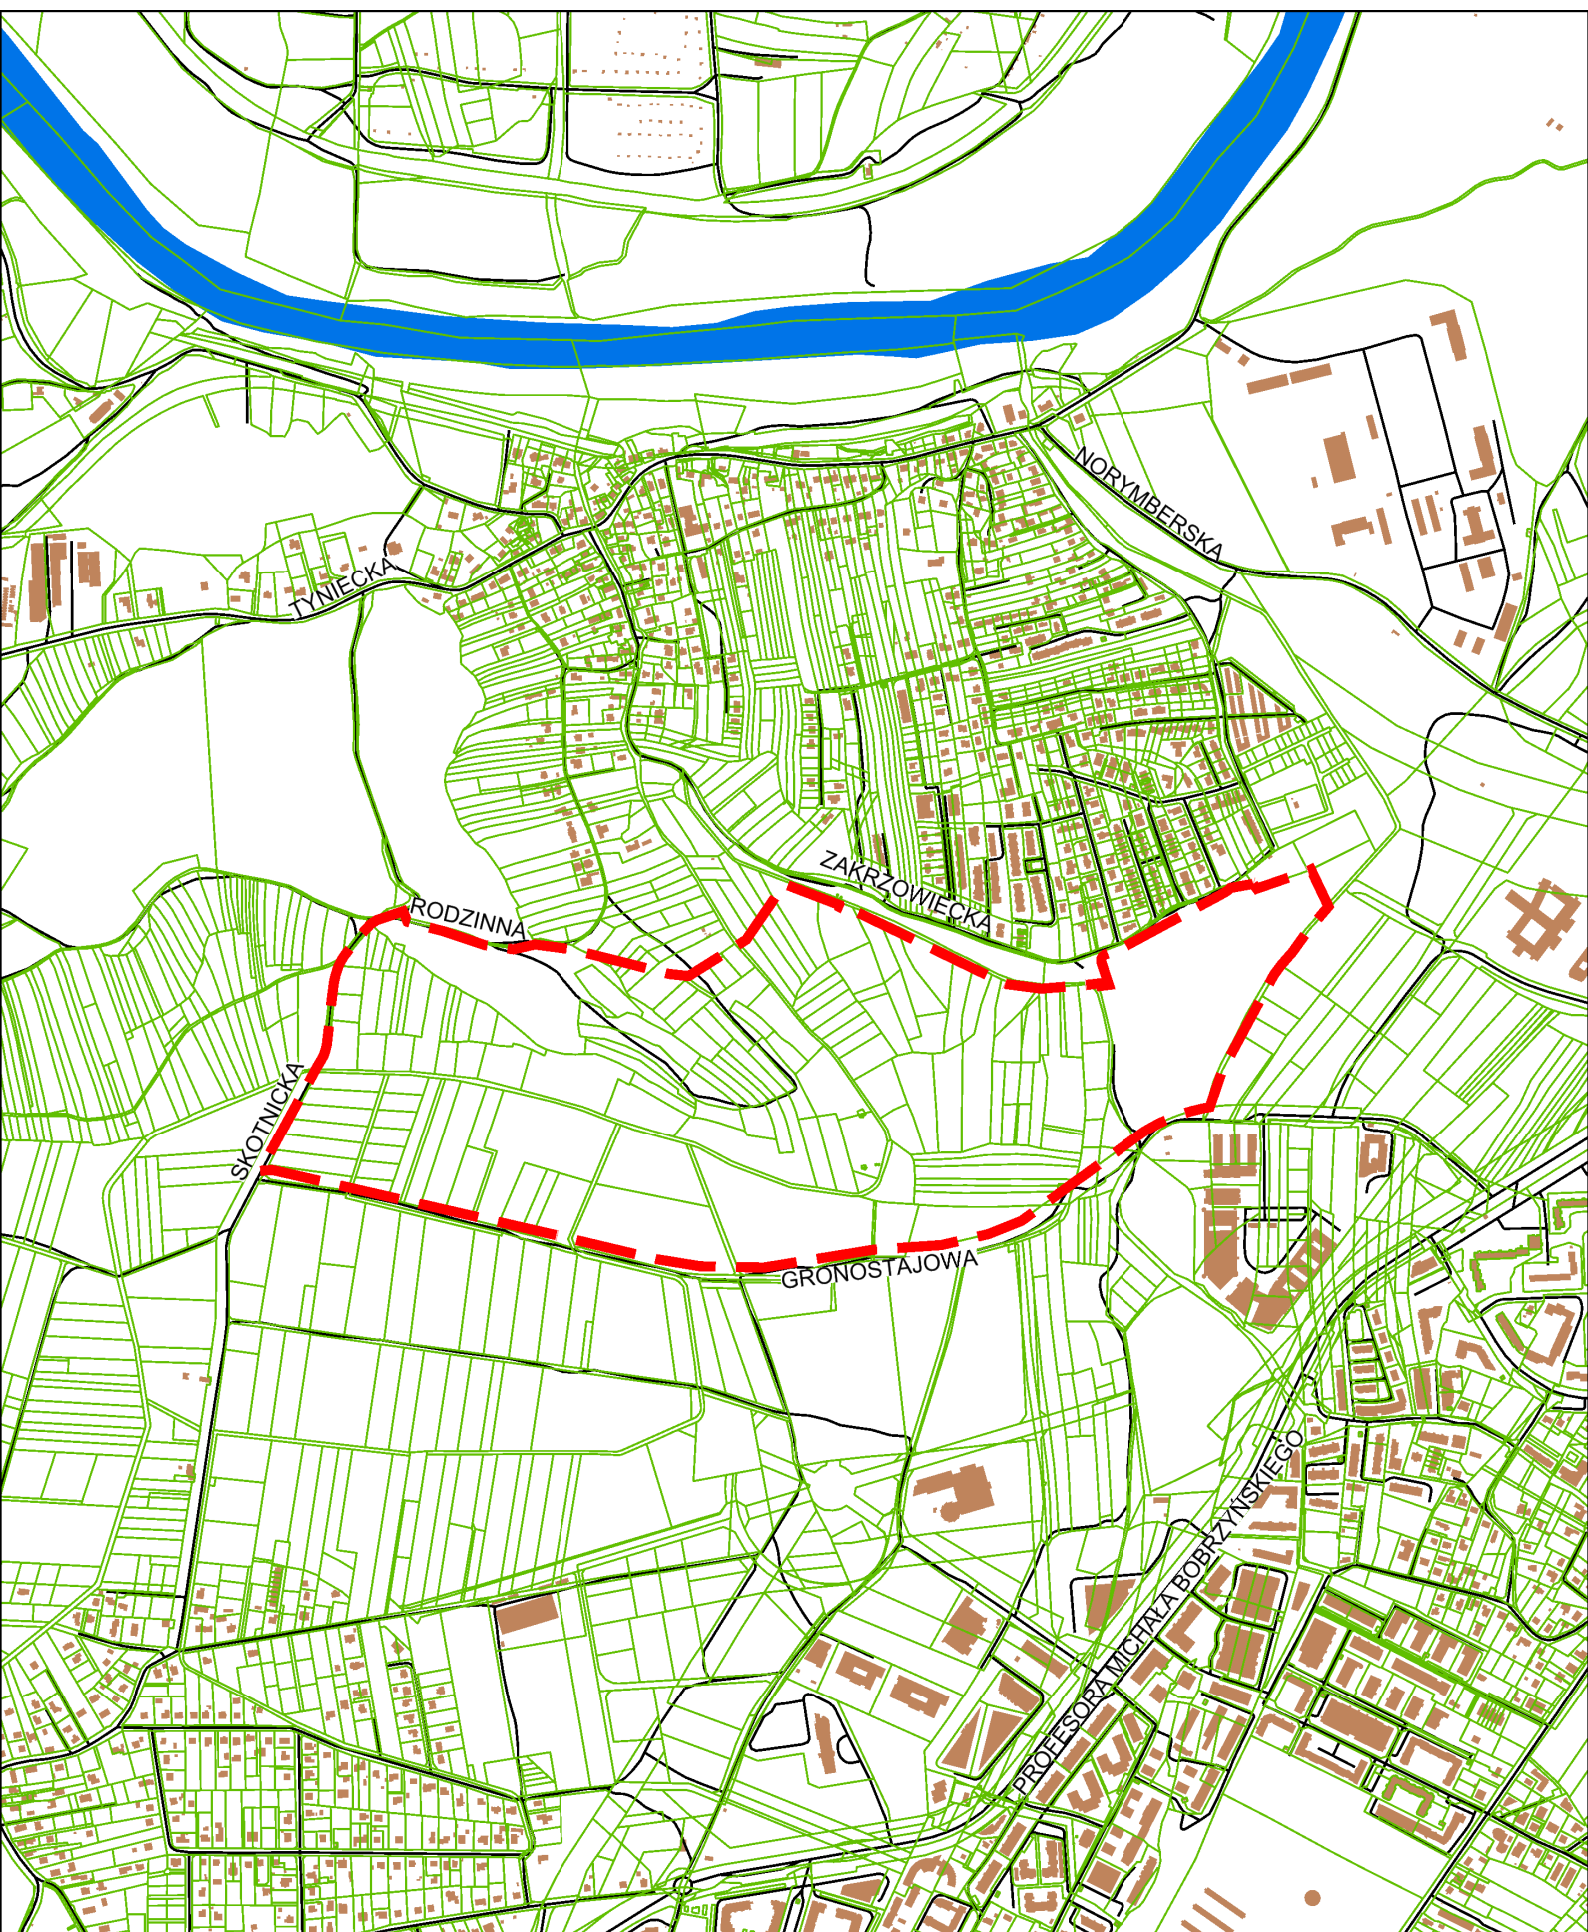 NORYMBERSKA
TYNIECKA
ZAKRZOWIECKA
RODZINNA
SKOTNICKA
GRONOSTAJOWA
PROFESORA MICHAŁA BOBRZYŃSKIEGO